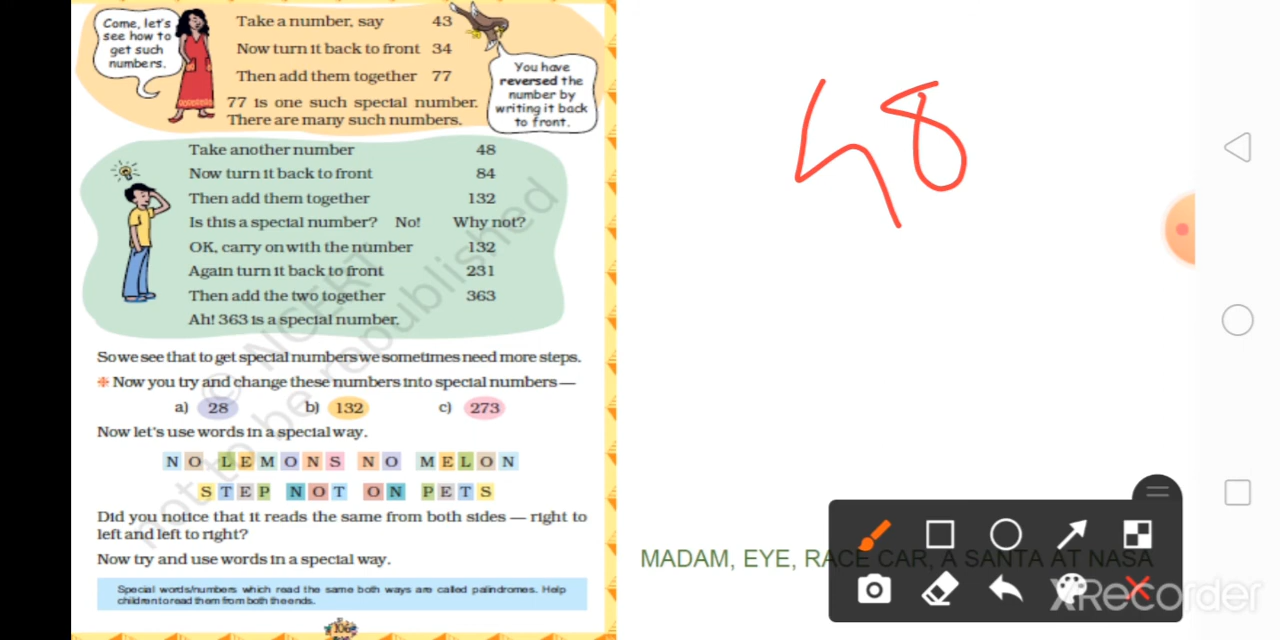 Come, let's
see how to
get such
numbers.
Take a number, say 43
Now turn it back to front 34
Then add them together 77
77 is one such special number.
There are many such numbers.
You have
reversed the
number by
writing it back
to front.
Take another number 48
Now turn it back to front 84
Then add them together 132
Is this a special number? No! Why not?
OK, carry on with the number 132
Again turn it back to front 231
Then add the two together 363
Ah! 363 is a special number.
So we see that to get special numbers we sometimes need more steps.
Now you try and change these numbers into special numbers —
a) 28 b) 132 c) 273
Now let's use words in a special way.
NO LEMONS NO MELON
STEP NOT ON PETS
Did you notice that it reads the same from both sides — right to
left and left to right?
Now try and use words in a special way.
Special words/numbers which read the same both ways are called palindromes. Help
children to read them from both the ends.
106
© NCERT
not to be republished
48
MADAM, EYE, RACE CAR, A SANTA AT NASA
XRecorder